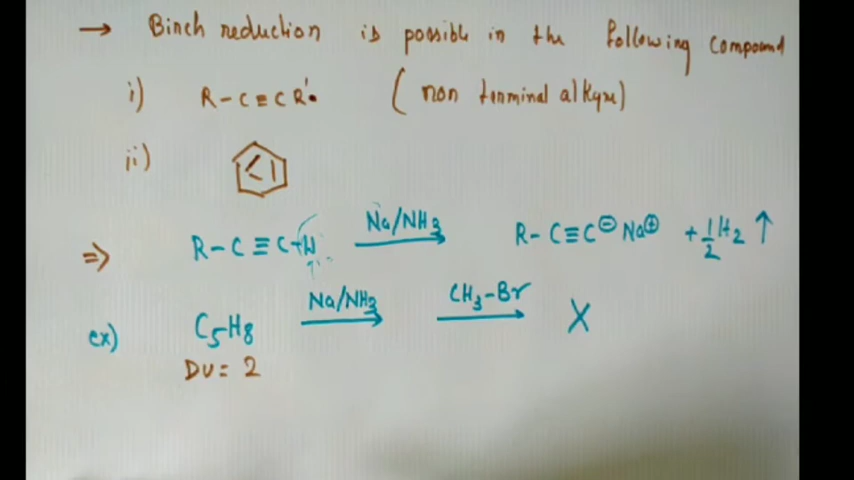 → Birch reduction is possible in the following compound
i) R-C≡CR'. (non terminal alkyne)
ii)
⇒ R-C≡C-H Na/NH3 R-C≡C⊖ Na⊕ + 1/2 H2 ↑
ex) C5H8 Na/NH3 CH3-Br X
DU = 2